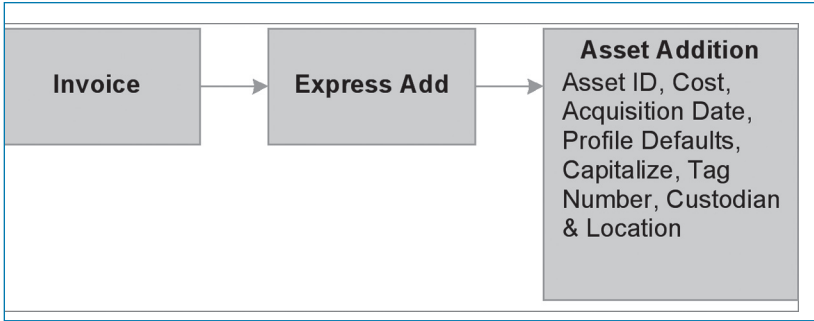 Invoice
Express Add
Asset Addition
Asset ID, Cost,
Acquisition Date,
Profile Defaults,
Capitalize, Tag
Number, Custodian
& Location